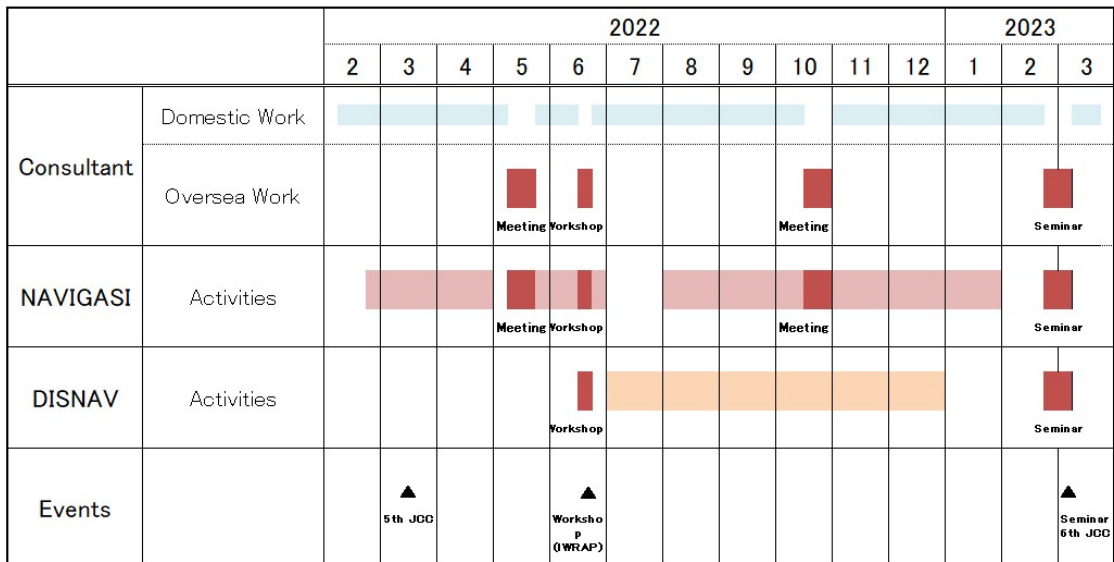 2022 2023
2 3 4 5 6 7 8 9 10 11 12 1 2 3
Domestic Work
Consultant
Oversea Work
Meeting Workshop Meeting Seminar
NAVIGASI Activities
Meeting Workshop Meeting Seminar
DISNAV Activities
Workshop Seminar
Events
5th JCC
Worksho
p
(IWRAP)
Seminar
6th JCC